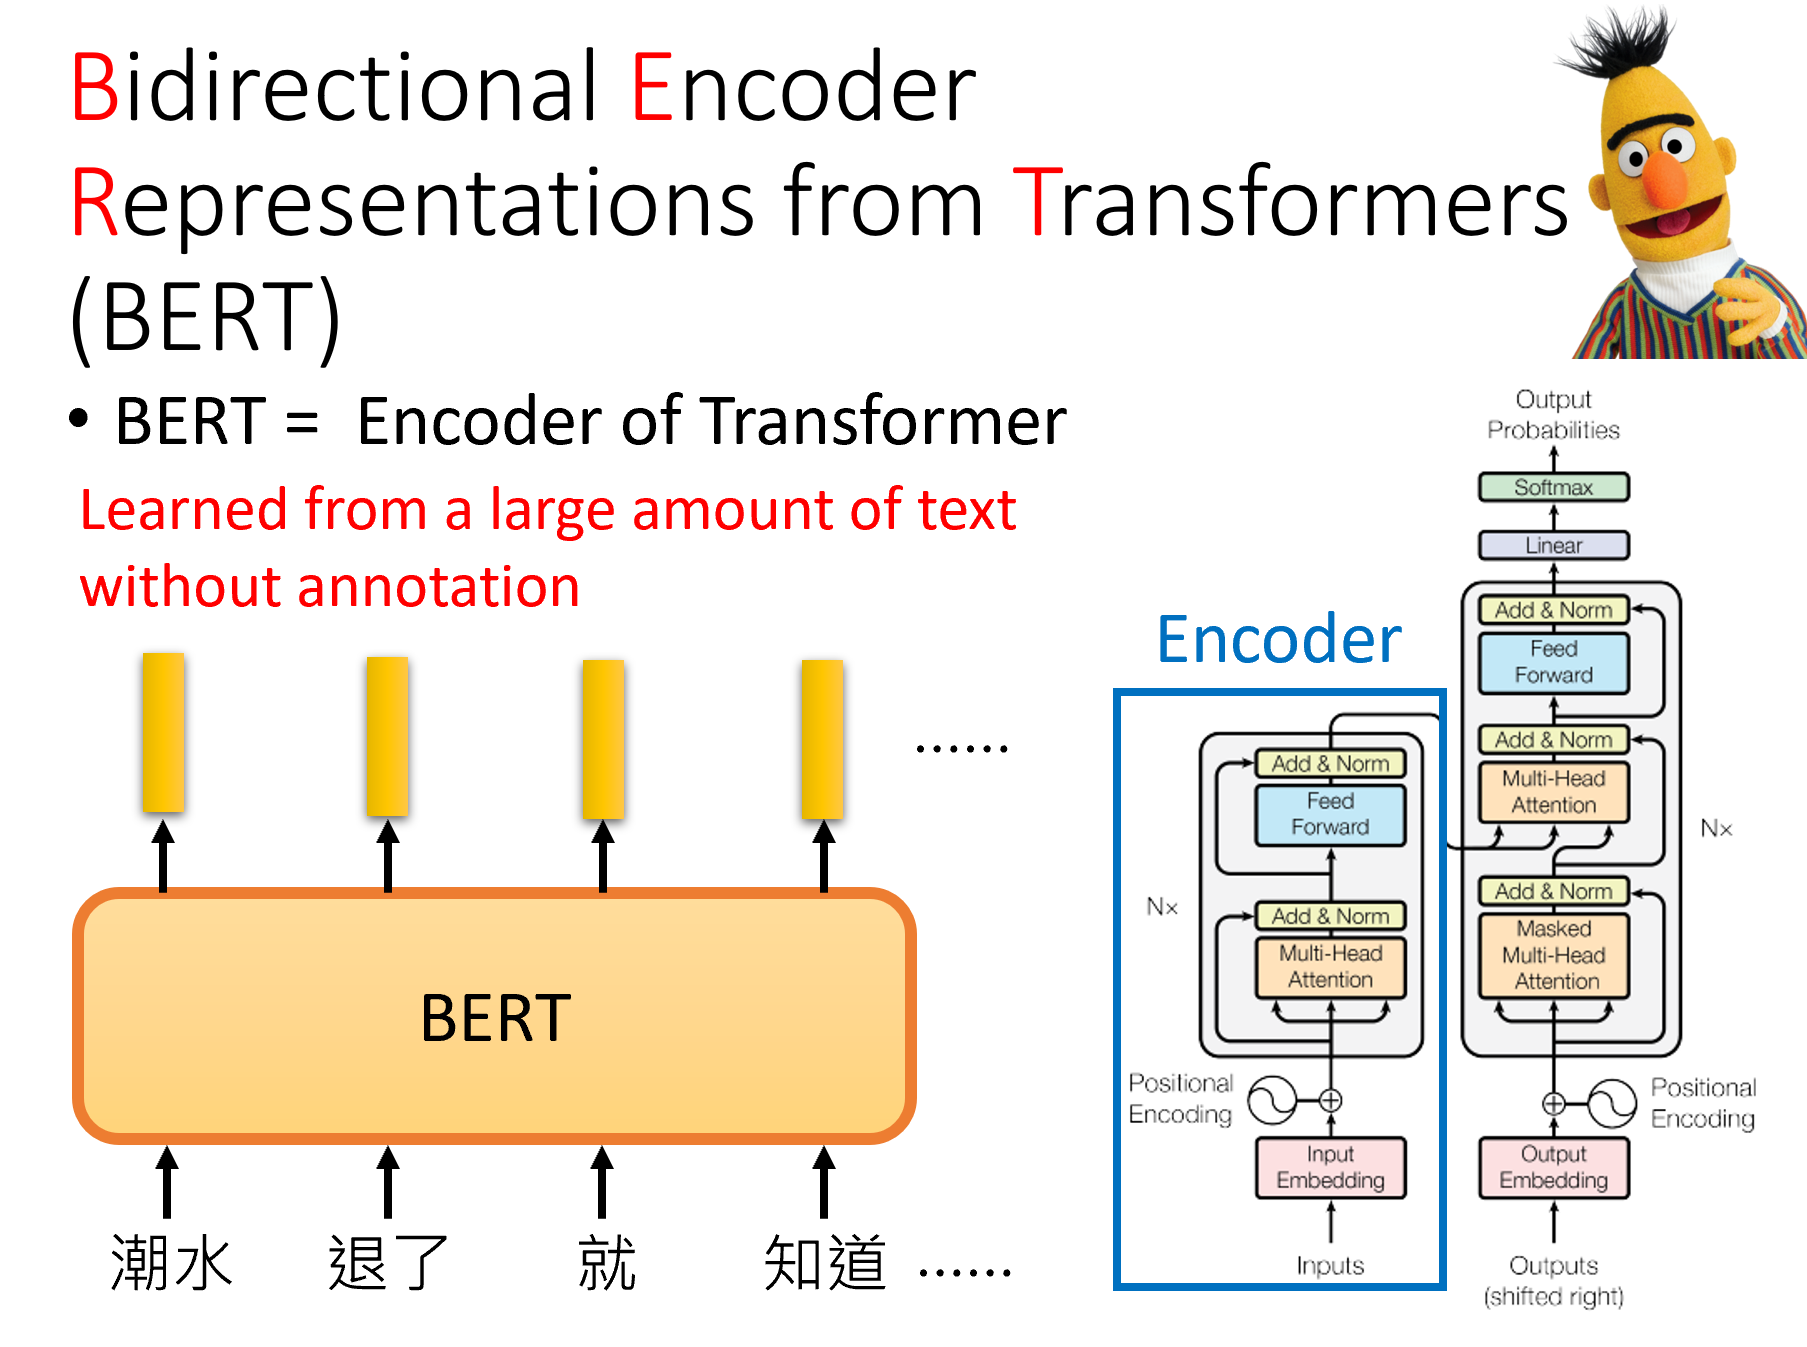 Bidirectional Encoder
Representations from Transformers
(BERT)
• BERT = Encoder of Transformer
Learned from a large amount of text
without annotation
......
BERT
潮水 退了 就 知道 ......
Encoder
Output
Probabilities
Softmax
Linear
Add & Norm
Feed
Forward
Add & Norm
Multi-Head
Attention
Nx
Add & Norm
Masked
Multi-Head
Attention
Positional
Encoding
Output
Embedding
Outputs
(shifted right)
Add & Norm
Feed
Forward
Nx
Add & Norm
Multi-Head
Attention
Positional
Encoding
Input
Embedding
Inputs